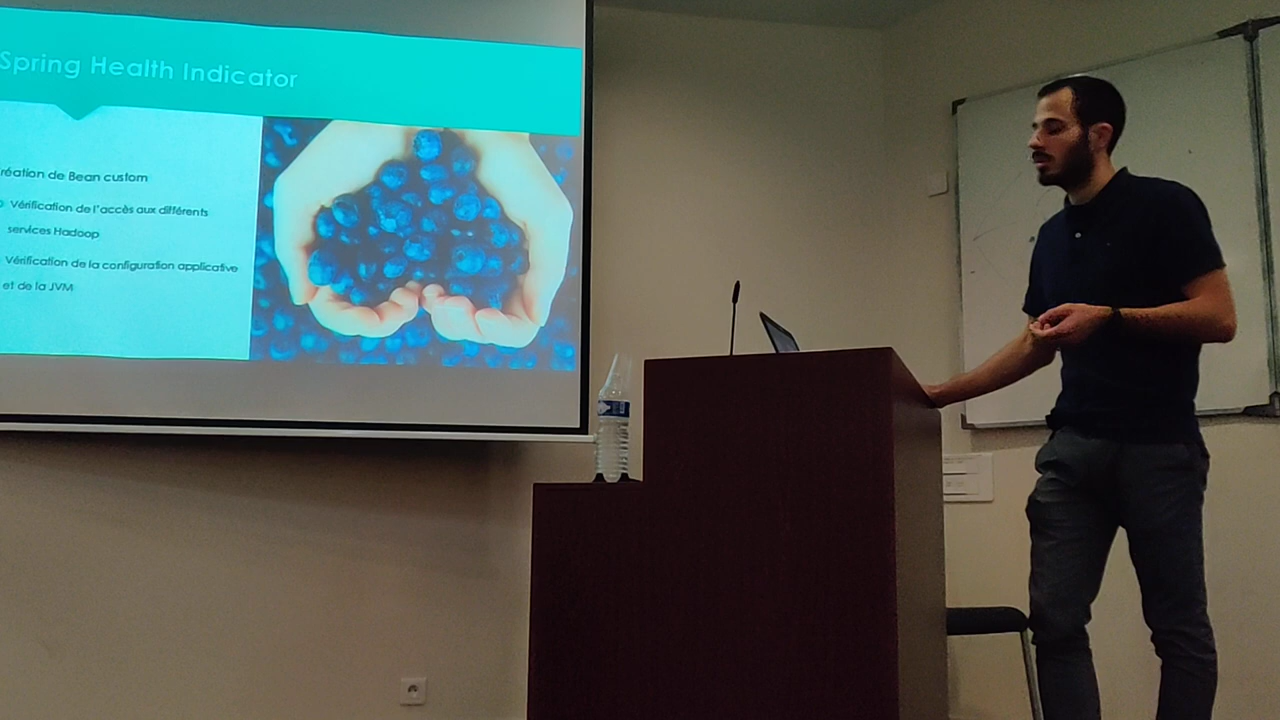 Spring Health Indicator
réation de Bean custom
Vérification de l'accès aux différents
services Hadoop
Vérification de la configuration applicative
et de la JVM